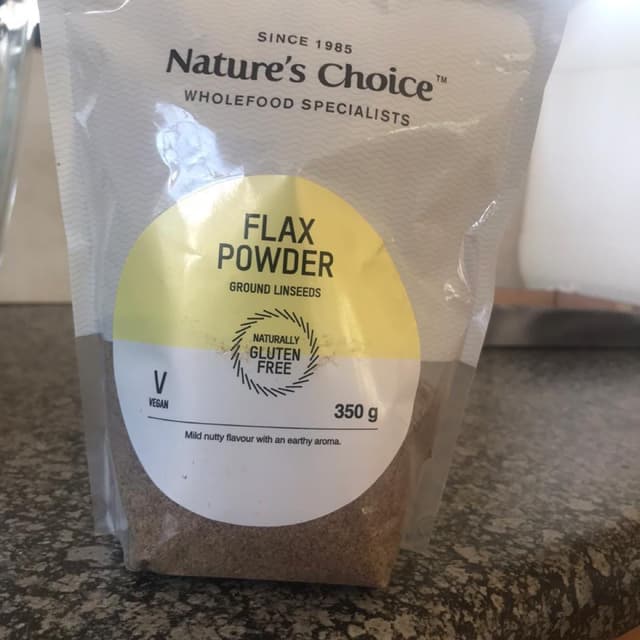 SINCE 1985
Nature's Choice™
WHOLEFOOD SPECIALISTS
FLAX
POWDER
GROUND LINSEEDS
NATURALLY
GLUTEN
FREE
V
VEGAN
350 g
Mild nutty flavour with an earthy aroma.